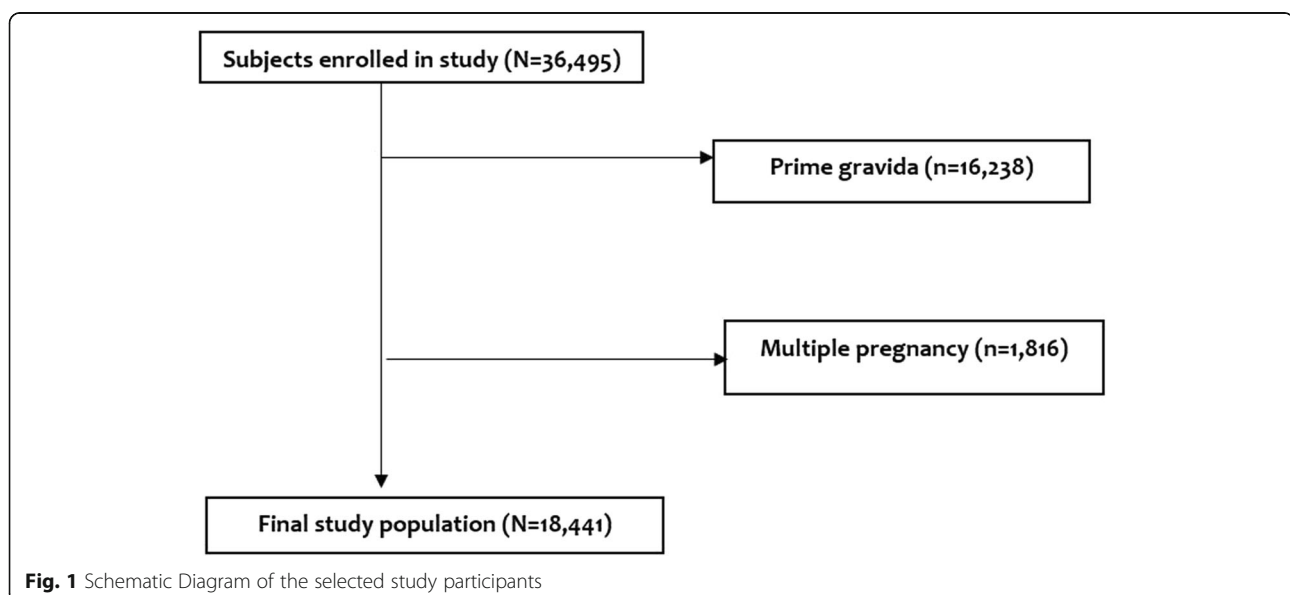 Subjects enrolled in study (N=36,495)
Prime gravida (n=16,238)
Multiple pregnancy (n=1,816)
Final study population (N=18,441)
Fig. 1 Schematic Diagram of the selected study participants